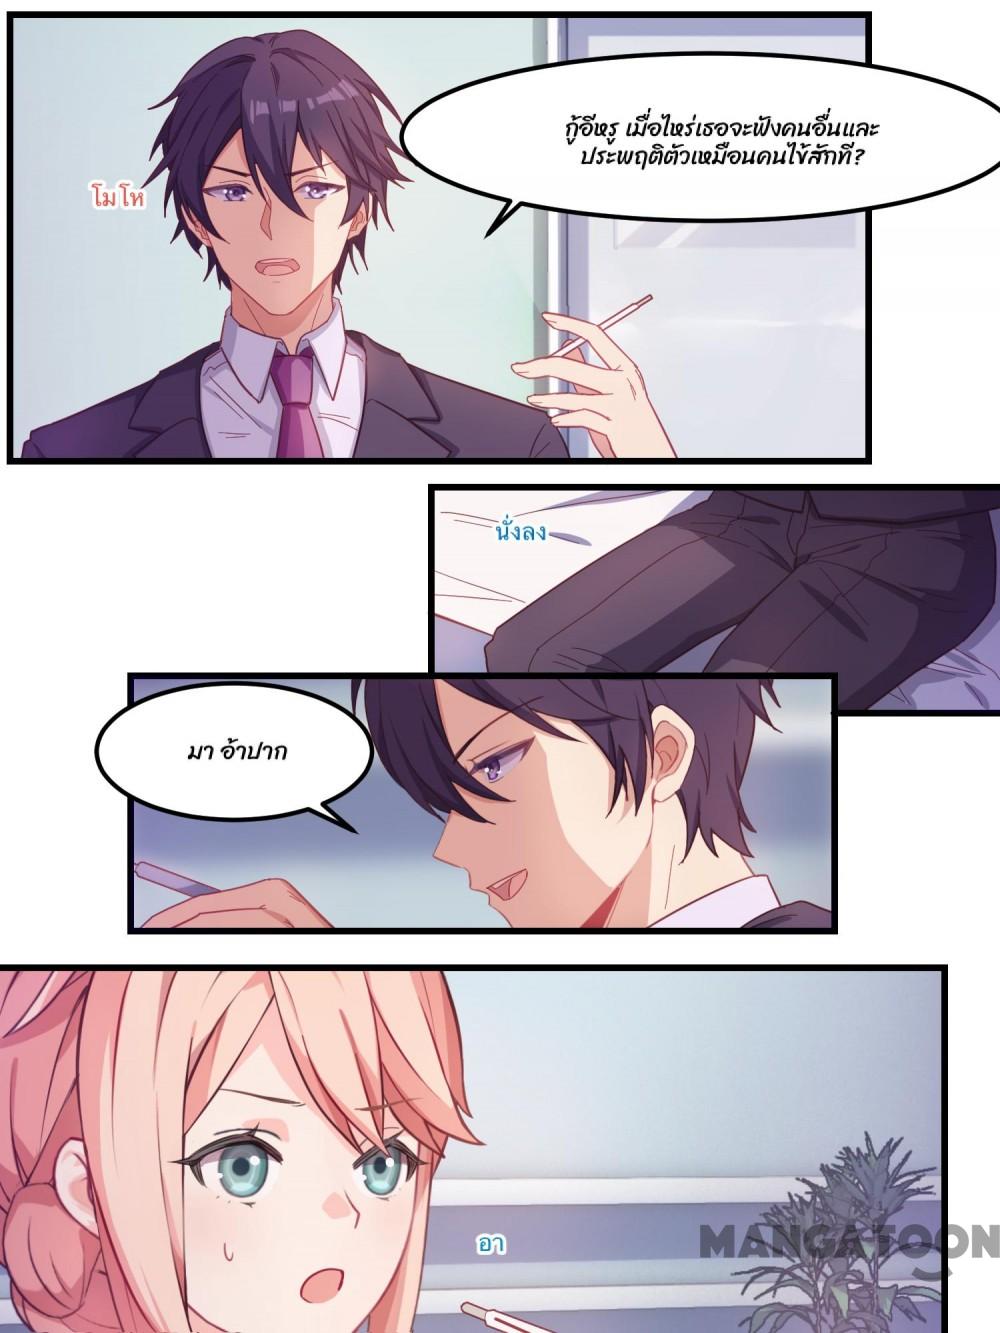 กู้อีหรู เมื่อไหร่เธอจะฟังคนอื่นและ
ประพฤติตัวเหมือนคนไข้สักที?
โมโห
นั่งลง
มา อ้าปาก
อา
MANGATOON